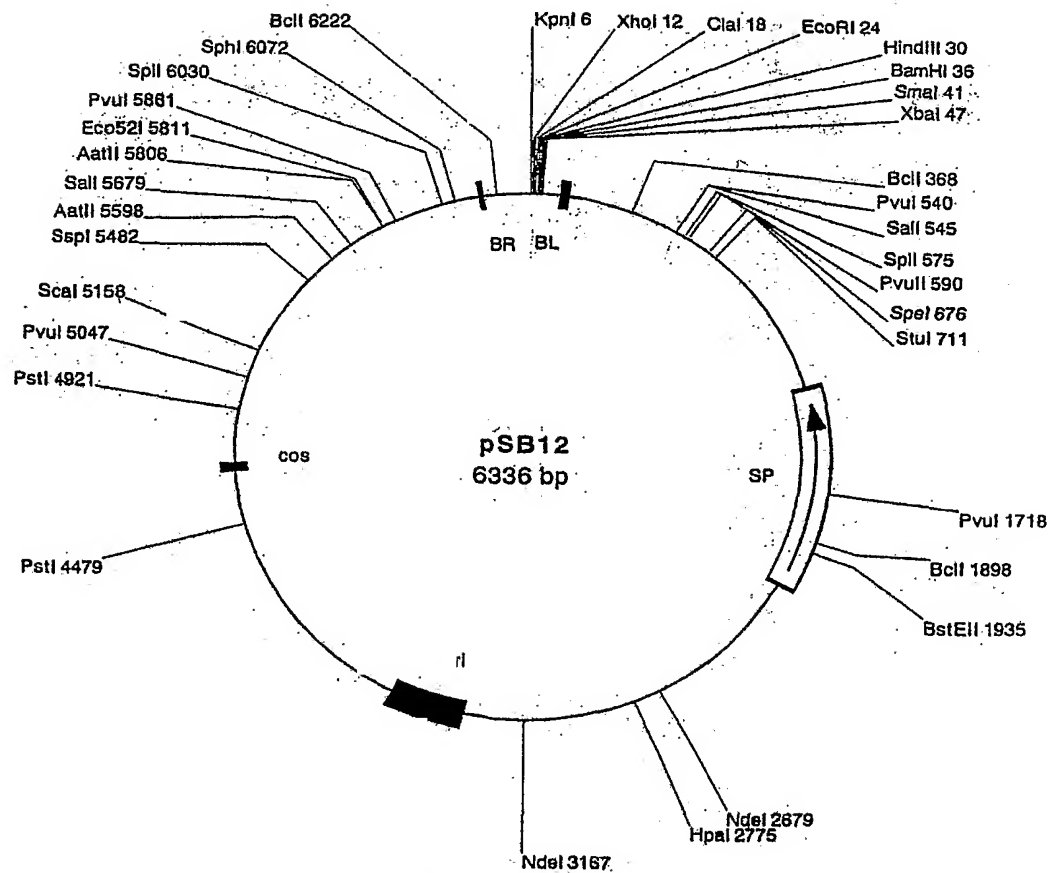 BclI 6222
SphI 6072
SplI 6030
PvuI 5861
Eco52I 5811
AatII 5806
SalI 5679
AatII 5598
SspI 5482
ScaI 5158
PvuI 5047
PstI 4921
PstI 4479
KpnI 6
XhoI 12
ClaI 18
EcoRI 24
HindIII 30
BamHI 36
SmaI 41
XbaI 47
BclI 368
PvuI 540
SalI 545
SplI 575
PvuII 590
SpeI 676
StuI 711
BR
BL
cos
pSB12
6336 bp
SP
PvuI 1718
BclI 1898
BstEII 1935
ri
NdeI 2679
HpaI 2775
NdeI 3167